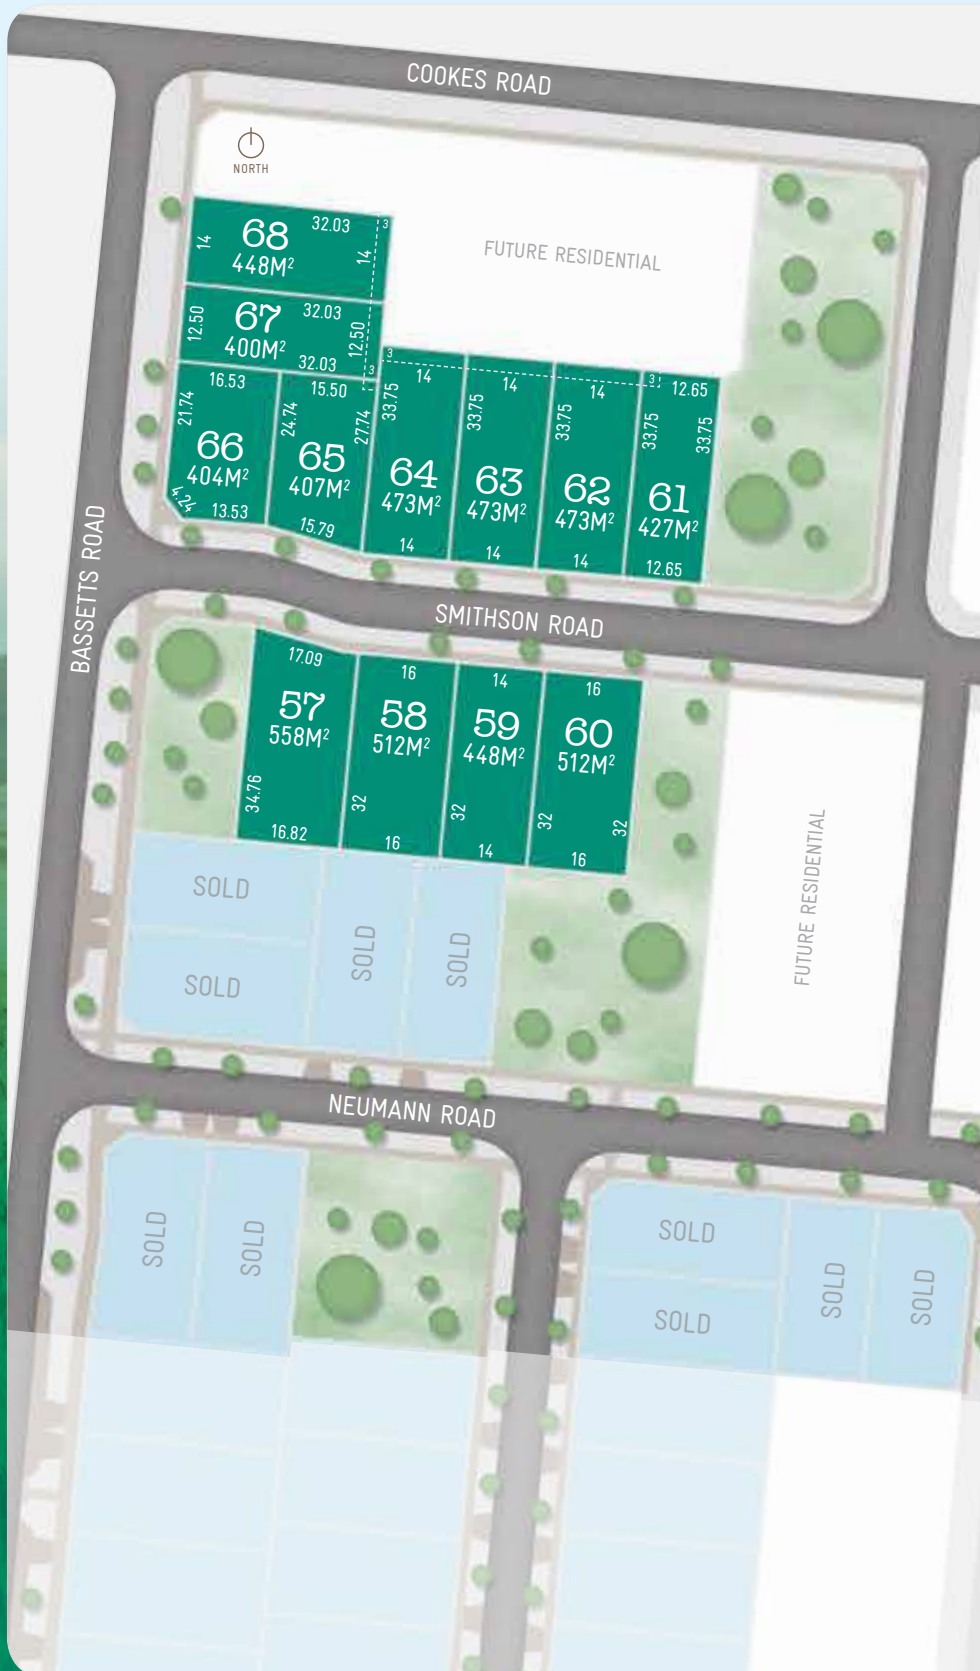 COOKES ROAD
NORTH
68
448M²
32.03
14
14
3
FUTURE RESIDENTIAL
67
400M²
32.03
12.50
12.50
32.03
3
66
404M²
16.53
21.74
4.24
13.53
65
407M²
15.50
24.74
27.74
15.79
64
473M²
3
14
33.75
14
63
473M²
14
33.75
14
62
473M²
14
33.75
14
61
427M²
3
12.65
33.75
33.75
12.65
BASSETTS ROAD
SMITHSON ROAD
57
558M²
17.09
34.76
16.82
58
512M²
16
32
16
59
448M²
14
32
14
60
512M²
16
32
32
16
FUTURE RESIDENTIAL
SOLD
SOLD
SOLD
SOLD
NEUMANN ROAD
SOLD
SOLD
SOLD
SOLD
SOLD
SOLD